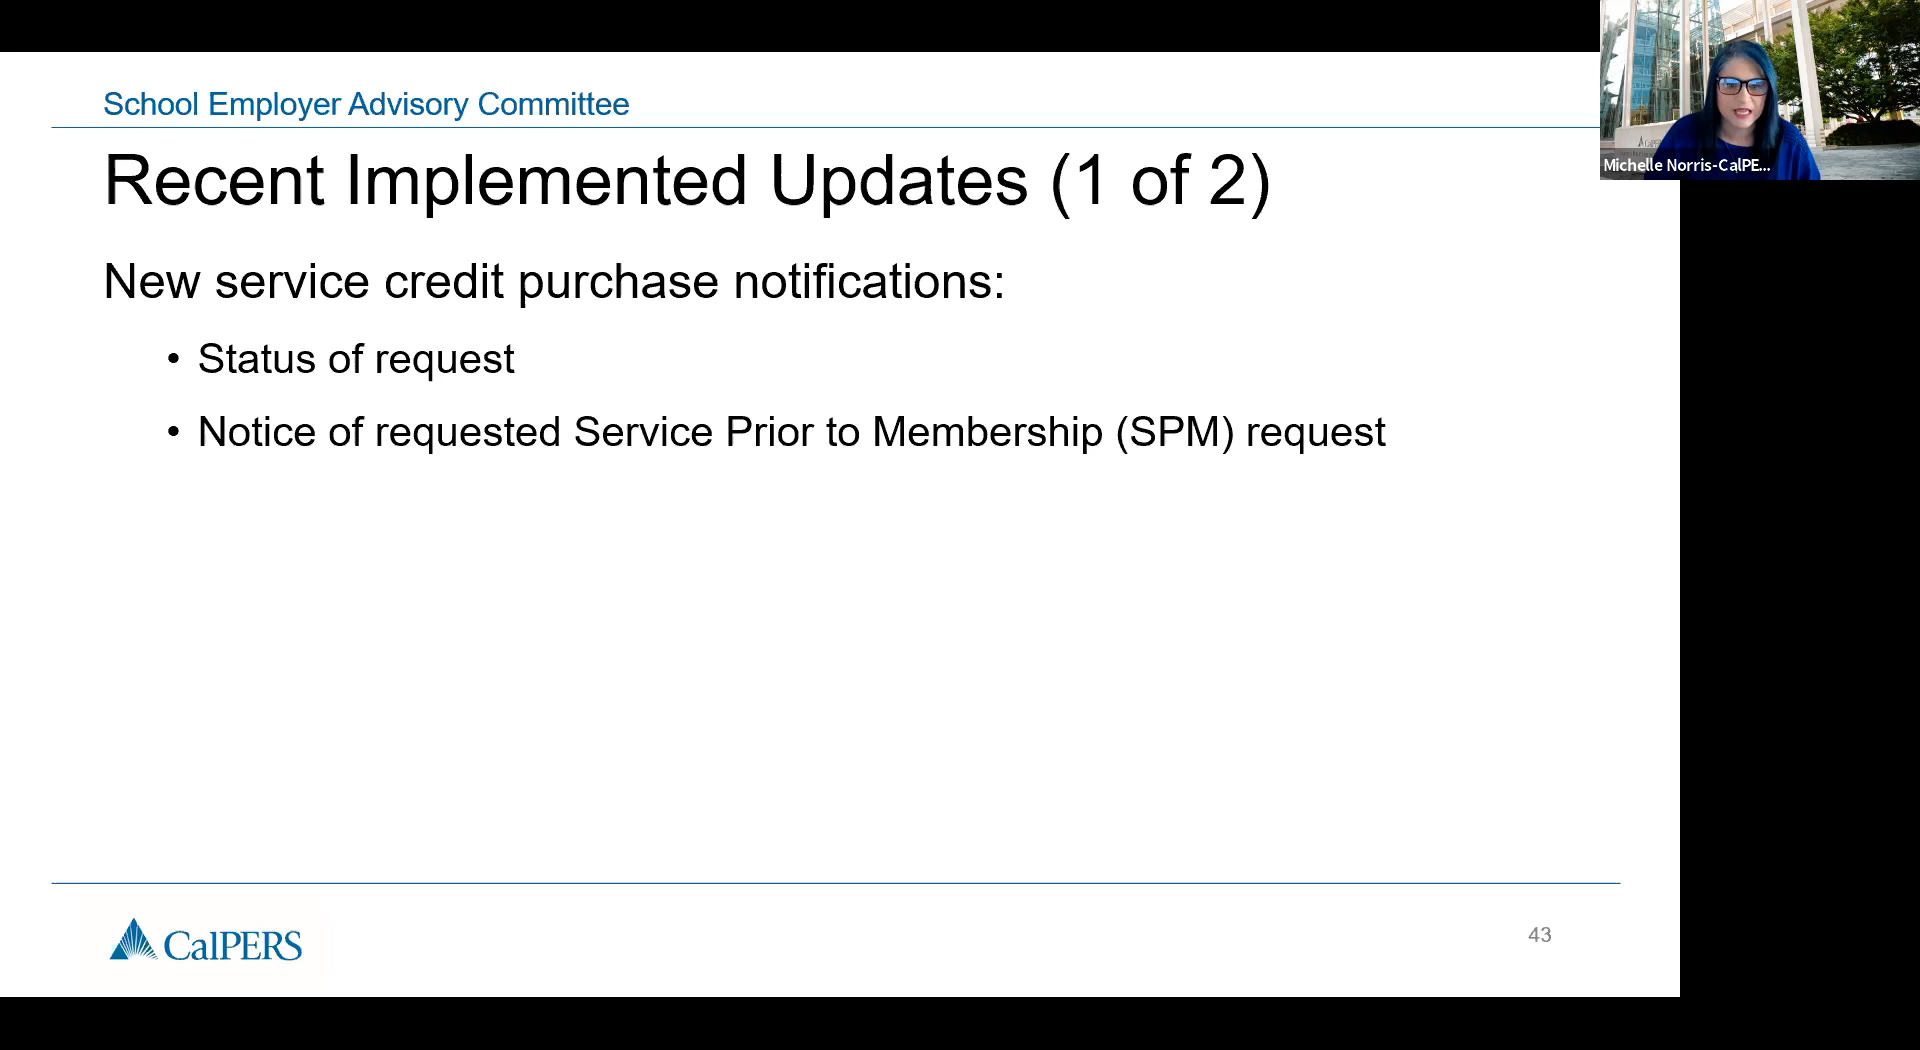 School Employer Advisory Committee
Recent Implemented Updates (1 of 2)
New service credit purchase notifications:
• Status of request
• Notice of requested Service Prior to Membership (SPM) request
CalPERS
43
Michelle Norris-CalPE...